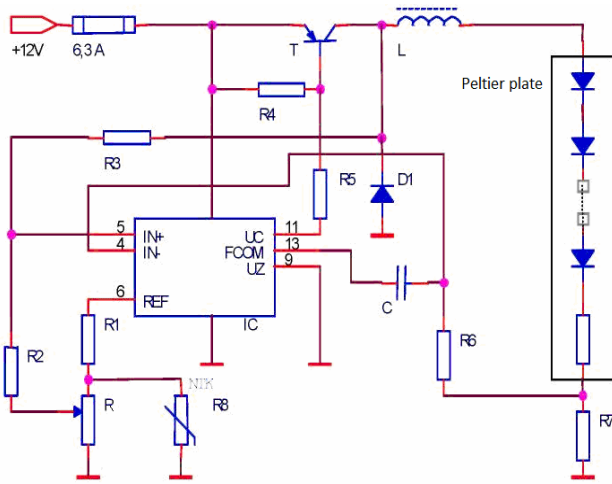 +12V
6,3 A
T
L
Peltier plate
R4
R3
R5
D1
5
IN+
UC
11
4
IN-
FCOM
13
UZ
9
6
REF
IC
C
R1
R6
R2
NTK
R
R8
R7